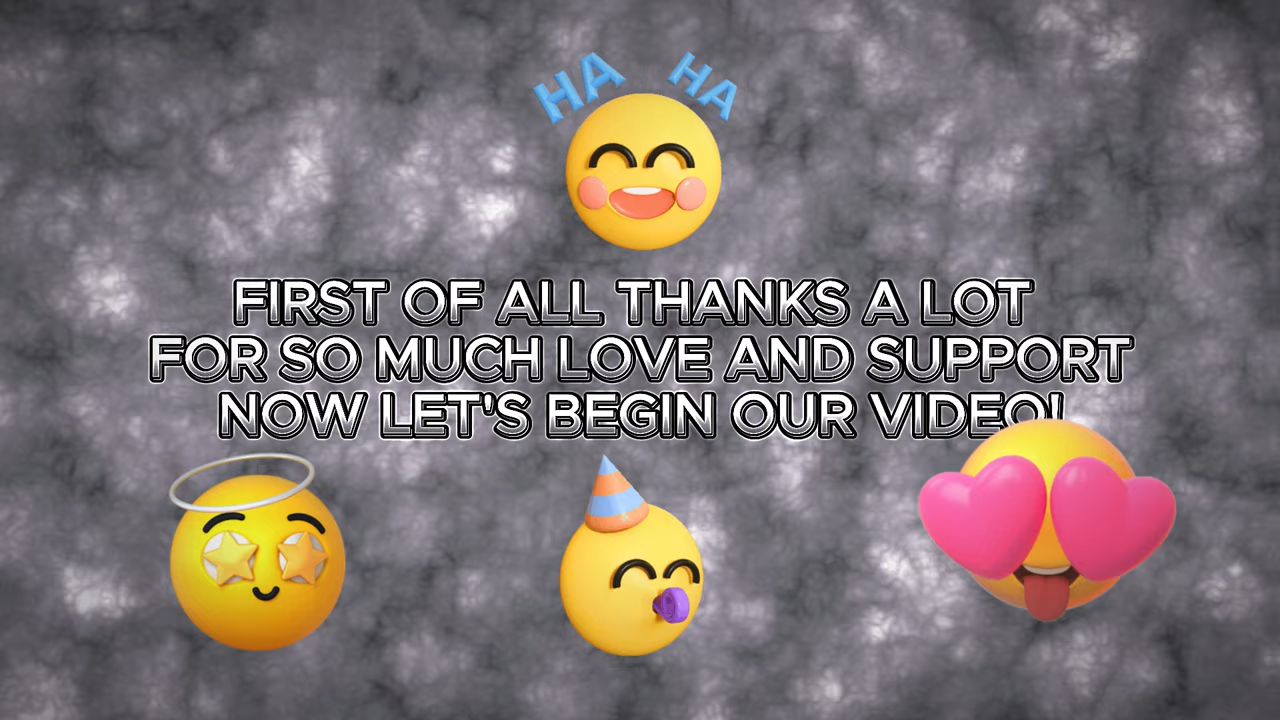 HA HA
FIRST OF ALL THANKS A LOT
FOR SO MUCH LOVE AND SUPPORT
NOW LET'S BEGIN OUR VIDEO!